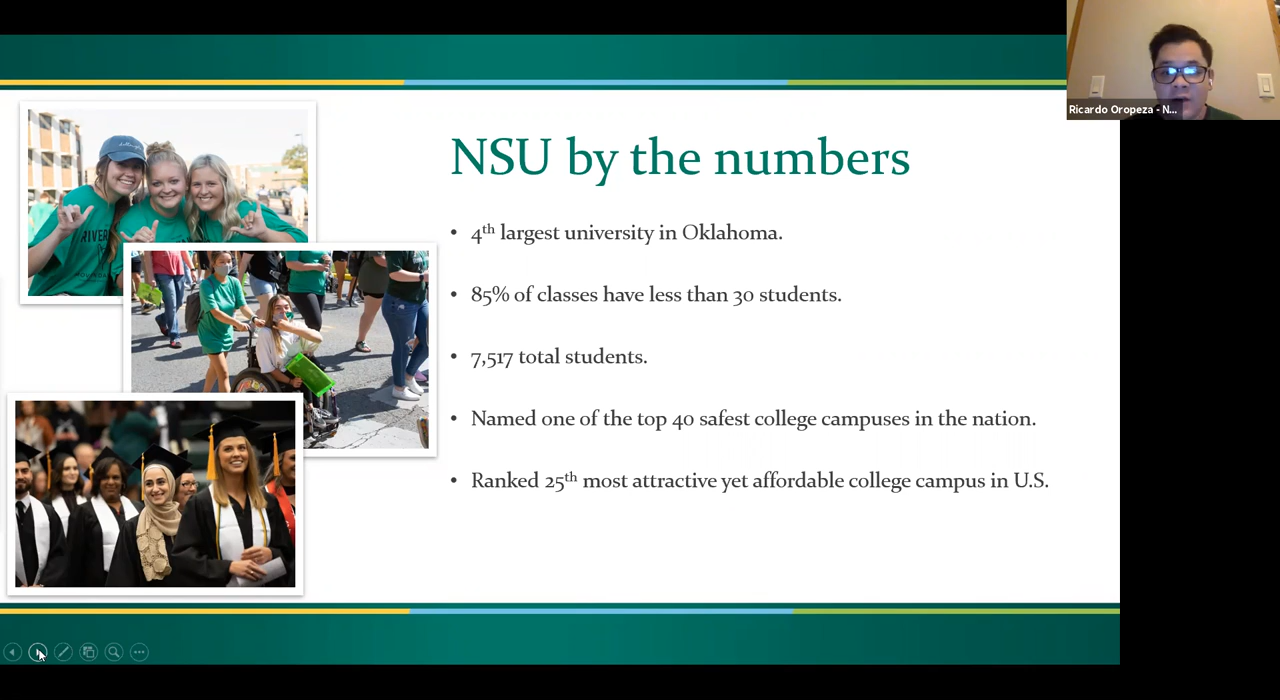 Ricardo Oropeza - N...
NSU by the numbers
• 4th largest university in Oklahoma.
• 85% of classes have less than 30 students.
• 7,517 total students.
• Named one of the top 40 safest college campuses in the nation.
• Ranked 25th most attractive yet affordable college campus in U.S.